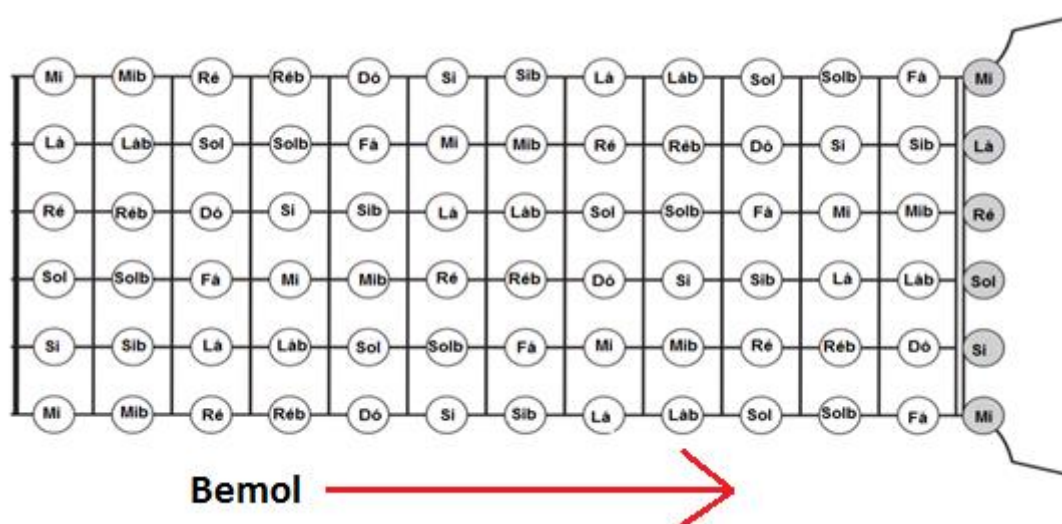 Mi Mib Ré Réb Dó Si Sib Lá Láb Sol Solb Fá Mi
Lá Láb Sol Solb Fá Mi Mib Ré Réb Dó Si Sib Lá
Ré Réb Dó Si Sib Lá Láb Sol Solb Fá Mi Mib Ré
Sol Solb Fá Mi Mib Ré Réb Dó Si Sib Lá Láb Sol
Si Sib Lá Láb Sol Solb Fá Mi Mib Ré Réb Dó Si
Mi Mib Ré Réb Dó Si Sib Lá Láb Sol Solb Fá Mi
Bemol